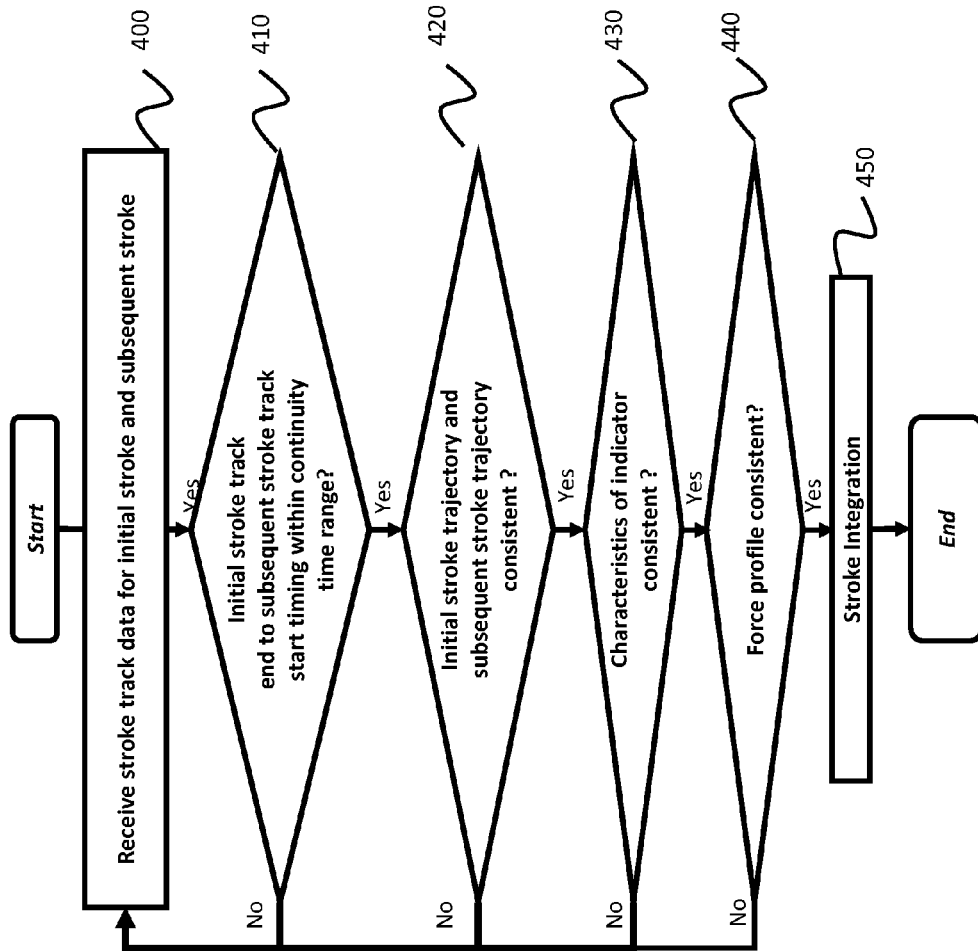 Start
Receive stroke track data for initial stroke and subsequent stroke
400
Yes
Initial stroke track
end to subsequent stroke track
start timing within continuity
time range?
410
No
Yes
Initial stroke trajectory and
subsequent stroke trajectory
consistent ?
420
No
Yes
Characteristics of indicator
consistent ?
430
No
Yes
Force profile consistent?
440
No
Yes
Stroke Integration
450
End